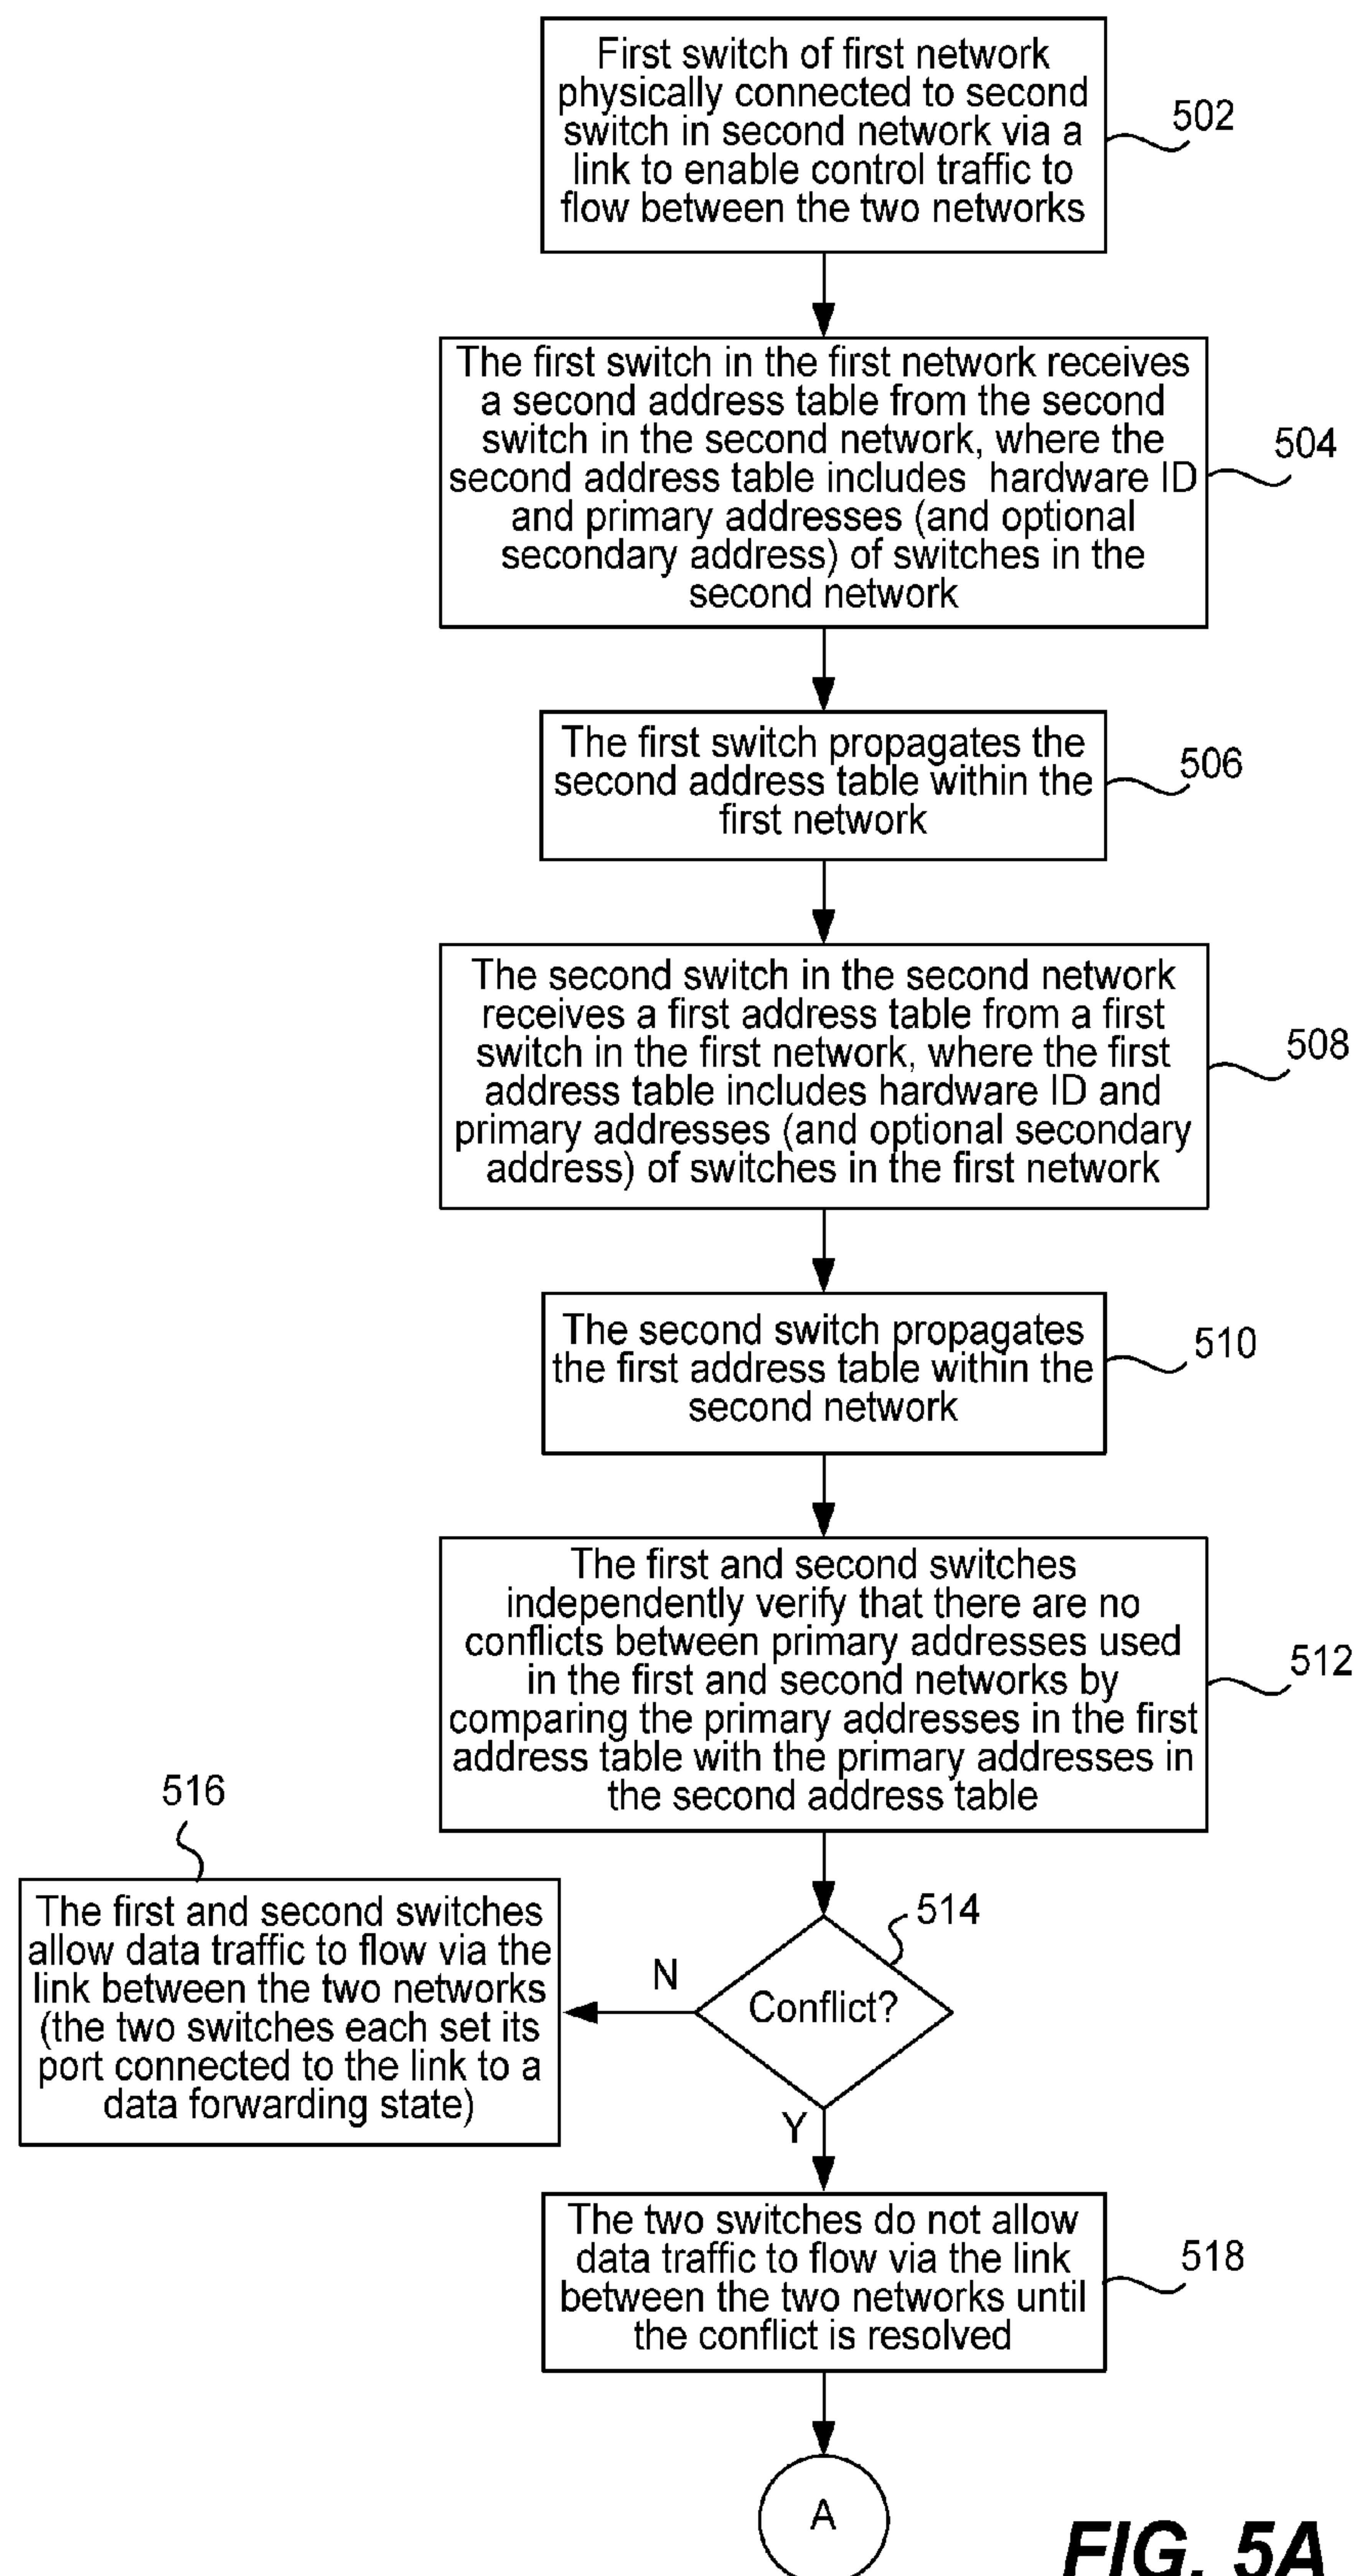 First switch of first network
physically connected to second
switch in second network via a
link to enable control traffic to
flow between the two networks
502
The first switch in the first network receives
a second address table from the second
switch in the second network, where the
second address table includes hardware ID
and primary addresses (and optional
secondary address) of switches in the
second network
504
The first switch propagates the
second address table within the
first network
506
The second switch in the second network
receives a first address table from a first
switch in the first network, where the first
address table includes hardware ID and
primary addresses (and optional secondary
address) of switches in the first network
508
The second switch propagates
the first address table within the
second network
510
The first and second switches
independently verify that there are no
conflicts between primary addresses used
in the first and second networks by
comparing the primary addresses in the first
address table with the primary addresses in
the second address table
512
516
The first and second switches
allow data traffic to flow via the
link between the two networks
(the two switches each set its
port connected to the link to a
data forwarding state)
N
Conflict?
514
Y
The two switches do not allow
data traffic to flow via the link
between the two networks until
the conflict is resolved
518
A
FIG. 5A